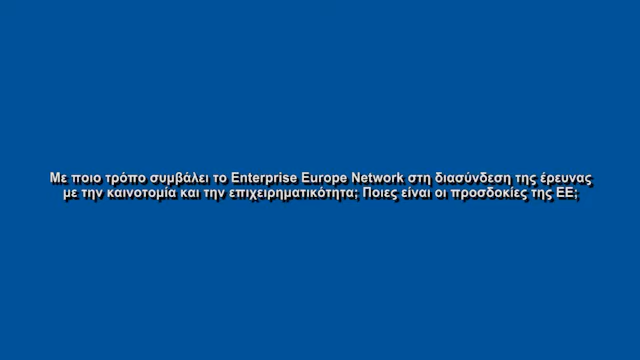 Με ποιο τρόπο συμβάλει το Enterprise Europe Network στη διασύνδεση της έρευνας
με την καινοτομία και την επιχειρηματικότητα; Ποιες είναι οι προσδοκίες της ΕΕ;